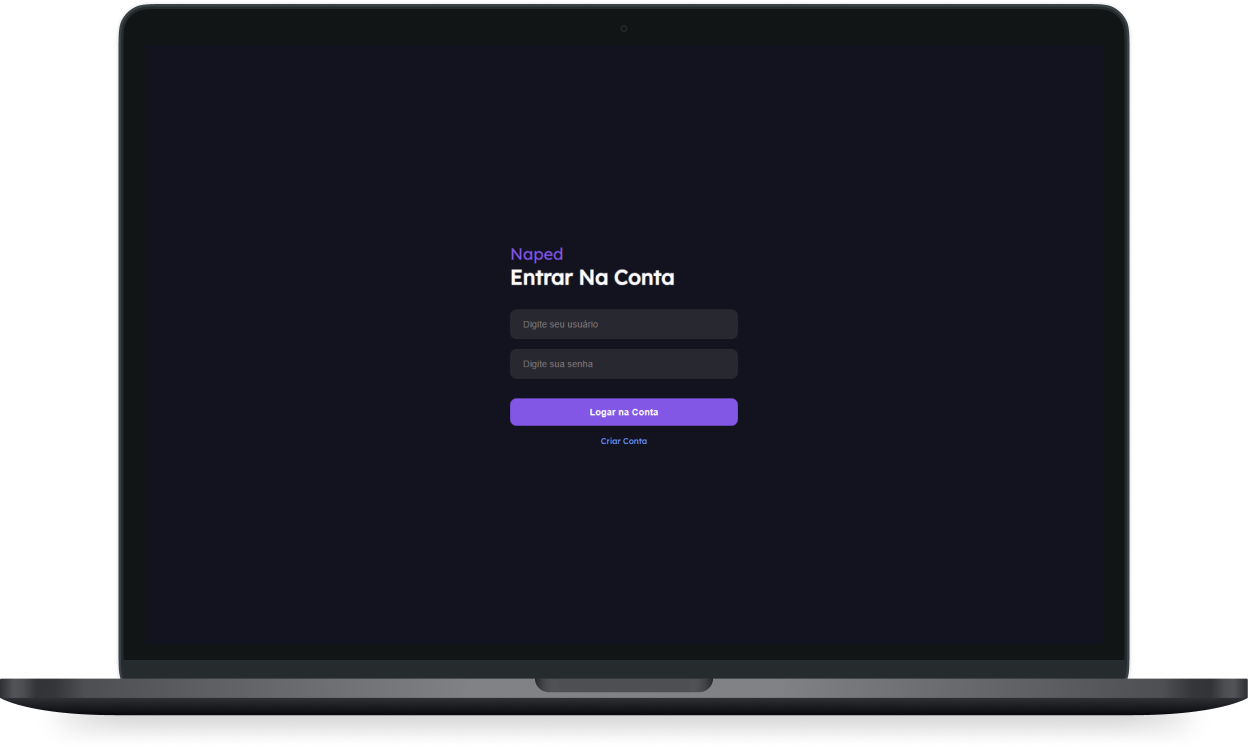 Naped
Entrar Na Conta
Digite seu usuário
Digite sua senha
Logar na Conta
Criar Conta